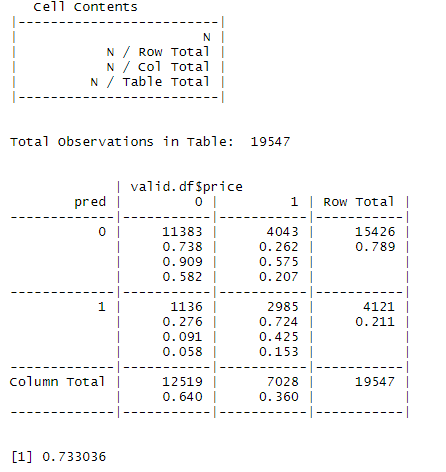 Cell Contents
|-------------------------|
|                       N |
|           N / Row Total |
|           N / Col Total |
|         N / Table Total |
|-------------------------|

Total Observations in Table:  19547

             | valid.df$price
        pred |         0 |         1 | Row Total |
-------------|-----------|-----------|-----------|
           0 |     11383 |      4043 |     15426 |
             |     0.738 |     0.262 |     0.789 |
             |     0.909 |     0.575 |           |
             |     0.582 |     0.207 |           |
-------------|-----------|-----------|-----------|
           1 |      1136 |      2985 |      4121 |
             |     0.276 |     0.724 |     0.211 |
             |     0.091 |     0.425 |           |
             |     0.058 |     0.153 |           |
-------------|-----------|-----------|-----------|
Column Total |     12519 |      7028 |     19547 |
             |     0.640 |     0.360 |           |
-------------|-----------|-----------|-----------|

[1] 0.733036